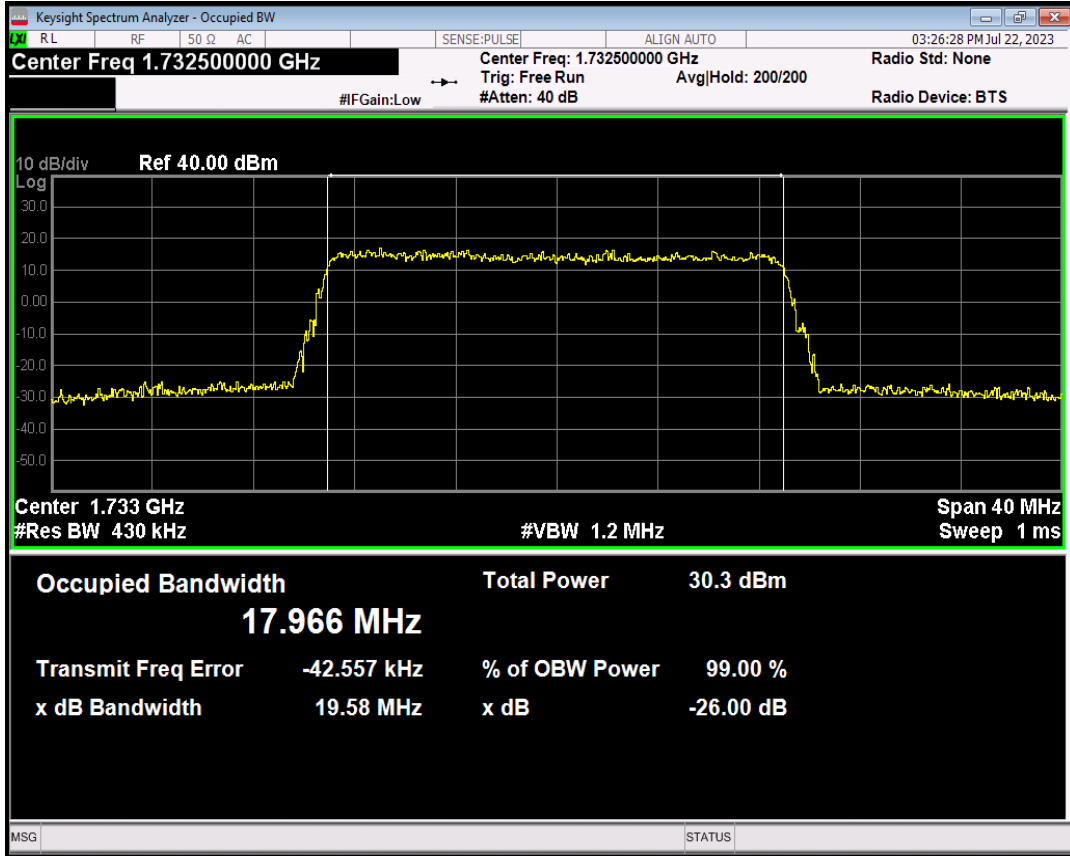 Keysight Spectrum Analyzer - Occupied BW
LXI RL RF 50 Ω AC SENSE:PULSE ALIGN AUTO 03:26:28 PM Jul 22, 2023
Center Freq 1.732500000 GHz
Center Freq: 1.732500000 GHz
Radio Std: None
Trig: Free Run Avg|Hold: 200/200
#IFGain:Low #Atten: 40 dB Radio Device: BTS
10 dB/div Ref 40.00 dBm
Log
30.0
20.0
10.0
0.00
-10.0
-20.0
-30.0
-40.0
-50.0
Center 1.733 GHz Span 40 MHz
#Res BW 430 kHz #VBW 1.2 MHz Sweep 1 ms
Occupied Bandwidth Total Power 30.3 dBm
17.966 MHz
Transmit Freq Error -42.557 kHz % of OBW Power 99.00 %
x dB Bandwidth 19.58 MHz x dB -26.00 dB
MSG STATUS